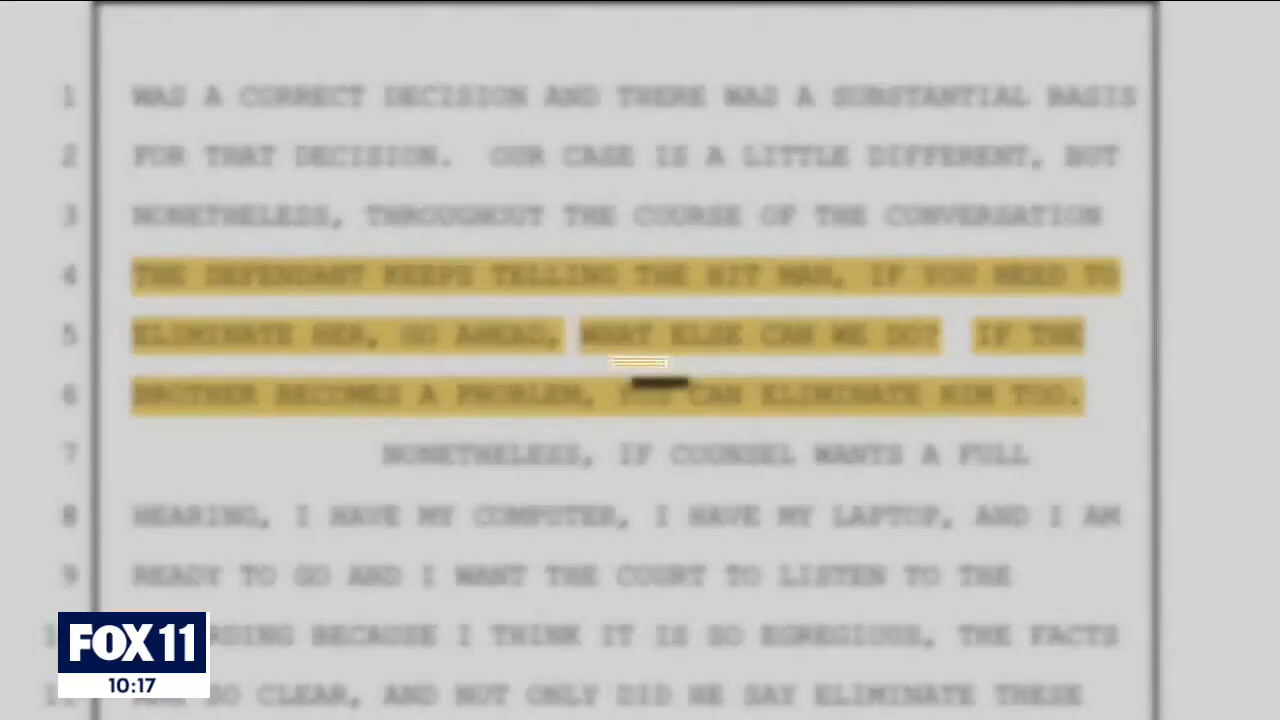 1 WAS A CORRECT DECISION AND THERE WAS A SUBSTANTIAL BASIS
2 FOR THAT DECISION. OUR CASE IS A LITTLE DIFFERENT, BUT
3 NONETHELESS, THROUGHOUT THE COURSE OF THE CONVERSATION
4 THE DEFENDANT KEEPS TELLING THE HIT MAN, IF YOU NEED TO
5 ELIMINATE HER, GO AHEAD, WHAT ELSE CAN WE DO? IF THE
6 BROTHER BECOMES A PROBLEM, YOU CAN ELIMINATE HIM TOO.
7 NONETHELESS, IF COUNSEL WANTS A FULL
8 HEARING, I HAVE MY COMPUTER, I HAVE MY LAPTOP, AND I AM
9 READY TO GO AND I WANT THE COURT TO LISTEN TO THE
BECAUSE I THINK IT IS SO EGREGIOUS, THE FACTS
SO CLEAR, AND NOT ONLY DID HE SAY ELIMINATE THESE
FOX 11
10:17